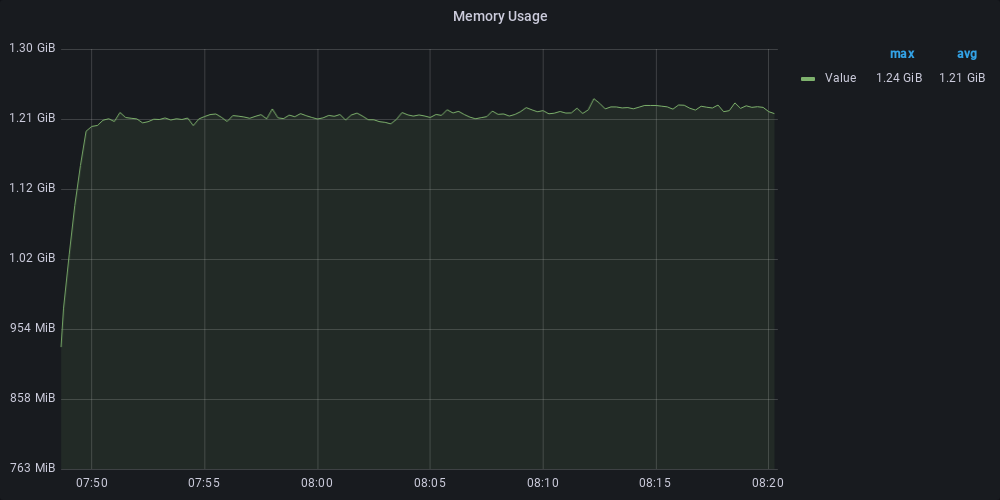 Memory Usage
1.30 GiB
1.21 GiB
1.12 GiB
1.02 GiB
954 MiB
858 MiB
763 MiB
07:50 07:55 08:00 08:05 08:10 08:15 08:20
max avg
Value 1.24 GiB 1.21 GiB